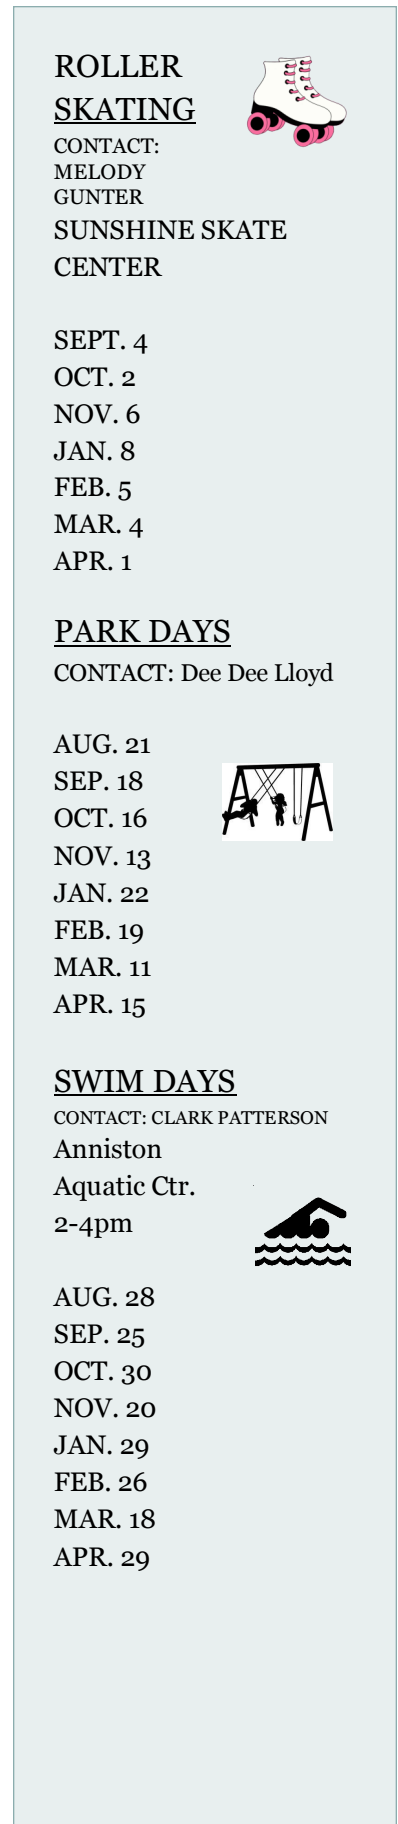 ROLLER
SKATING
CONTACT:
MELODY
GUNTER
SUNSHINE SKATE
CENTER
SEPT. 4
OCT. 2
NOV. 6
JAN. 8
FEB. 5
MAR. 4
APR. 1
PARK DAYS
CONTACT: Dee Dee Lloyd
AUG. 21
SEP. 18
OCT. 16
NOV. 13
JAN. 22
FEB. 19
MAR. 11
APR. 15
SWIM DAYS
CONTACT: CLARK PATTERSON
Anniston
Aquatic Ctr.
2-4pm
AUG. 28
SEP. 25
OCT. 30
NOV. 20
JAN. 29
FEB. 26
MAR. 18
APR. 29